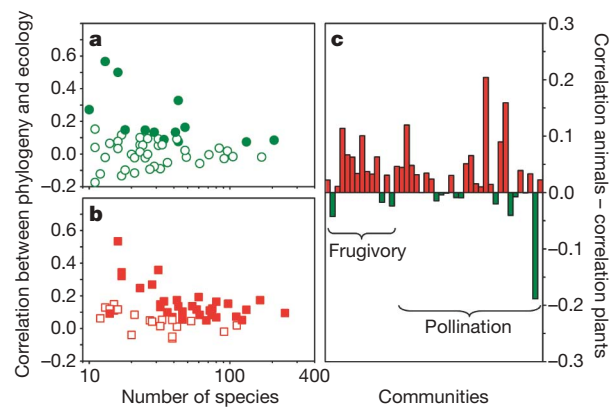 a
b
c
Correlation between phylogeny and ecology
0.6
0.4
0.2
0.0
−0.2
0.6
0.4
0.2
0.0
−0.2
10
100
400
Number of species
Frugivory
Pollination
Communities
0.3
0.2
0.1
0.0
−0.1
−0.2
−0.3
Correlation animals – correlation plants